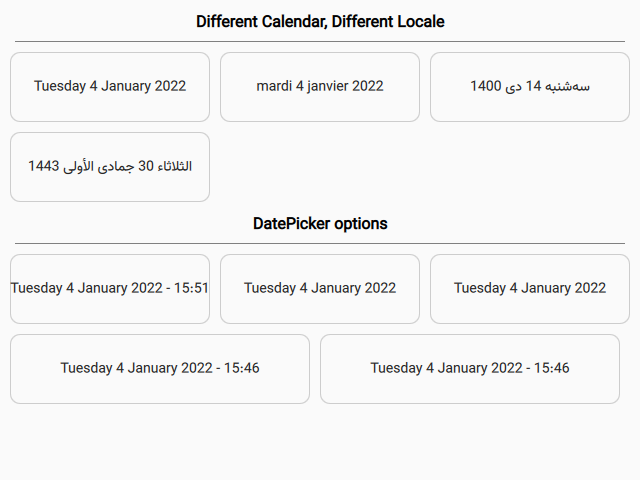 Different Calendar, Different Locale
Tuesday 4 January 2022
mardi 4 janvier 2022
سه‌شنبه 14 دی 1400
الثلاثاء 30 جمادى الأولى 1443
DatePicker options
Tuesday 4 January 2022 - 15:51
Tuesday 4 January 2022
Tuesday 4 January 2022
Tuesday 4 January 2022 - 15:46
Tuesday 4 January 2022 - 15:46